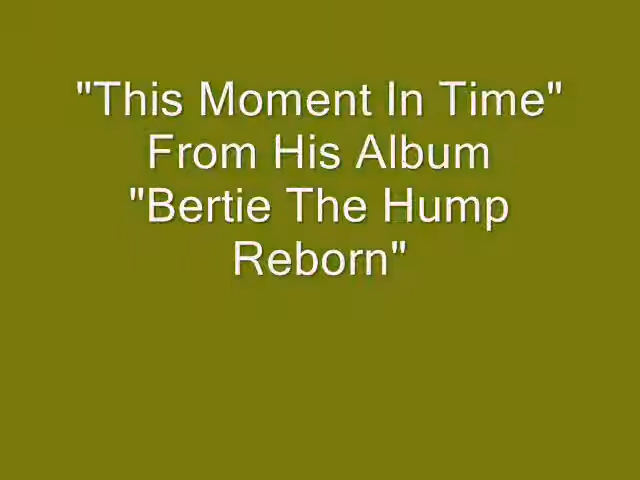 "This Moment In Time"
From His Album
"Bertie The Hump
Reborn"